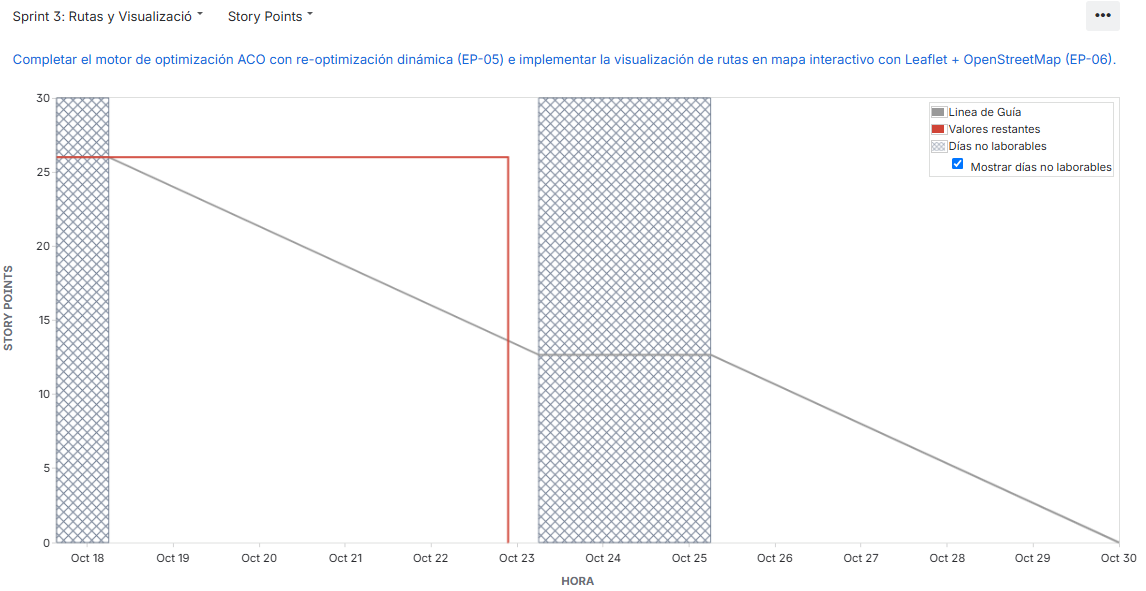 Sprint 3: Rutas y Visualizació
Story Points
Completar el motor de optimización ACO con re-optimización dinámica (EP-05) e implementar la visualización de rutas en mapa interactivo con Leaflet + OpenStreetMap (EP-06).
30
25
20
15
10
5
0
STORY POINTS
Linea de Guía
Valores restantes
Días no laborables
Mostrar días no laborables
Oct 18 Oct 19 Oct 20 Oct 21 Oct 22 Oct 23 Oct 24 Oct 25 Oct 26 Oct 27 Oct 28 Oct 29 Oct 30
HORA